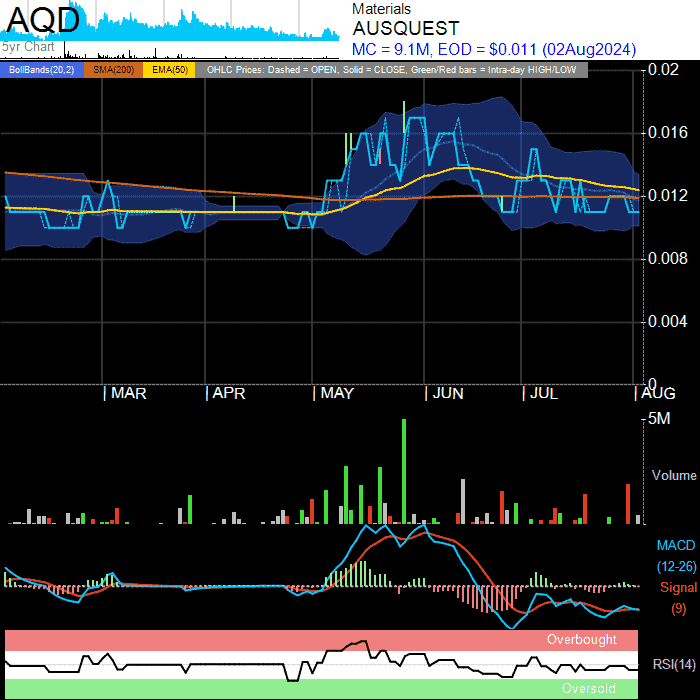 AQD
5yr Chart
Materials
AUSQUEST
MC = 9.1M, EOD = $0.011 (02Aug2024)
BollBands(20,2) SMA(200) EMA(50) OHLC Prices: Dashed = OPEN, Solid = CLOSE, Green/Red bars = Intra-day HIGH/LOW
0.02
0.016
0.012
0.008
0.004
0
MAR APR MAY JUN JUL AUG
5M
Volume
MACD
(12-26)
Signal
(9)
Overbought
RSI(14)
Oversold